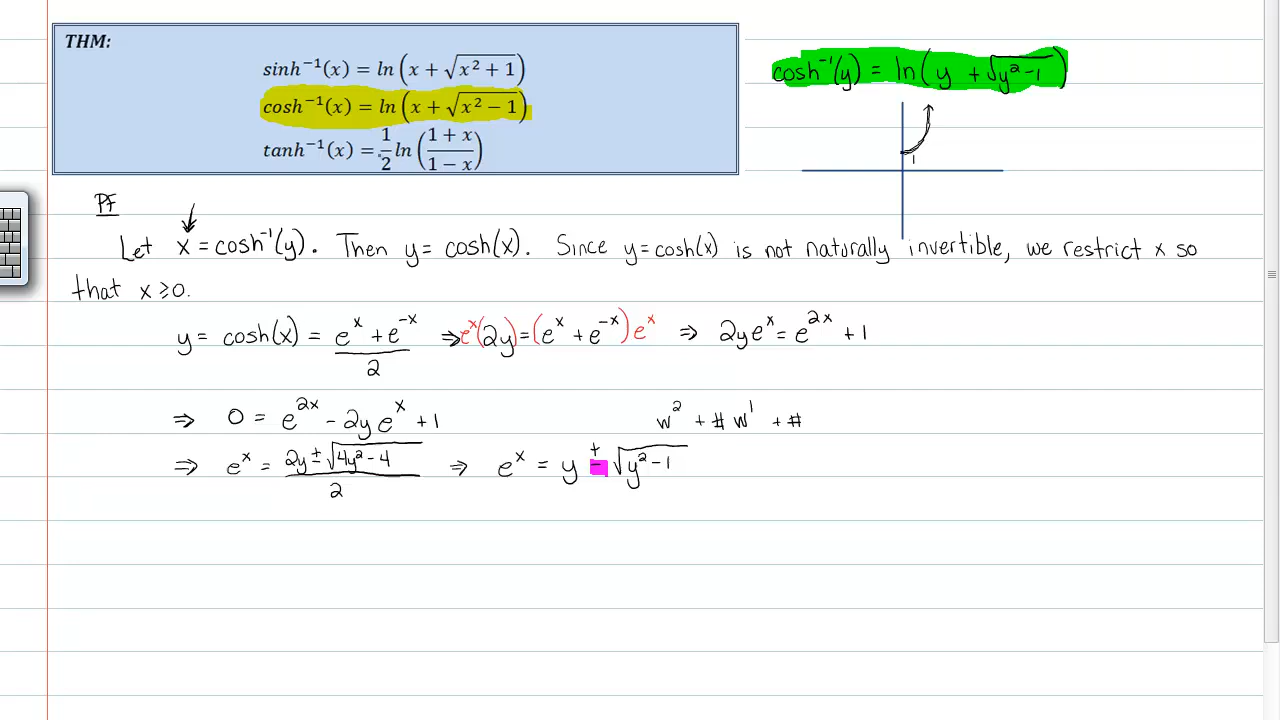 THM:
sinh⁻¹(x) = ln(x + √(x² + 1))
cosh⁻¹(x) = ln(x + √(x² − 1))
tanh⁻¹(x) = 1/2 ln((1 + x)/(1 − x))
cosh⁻¹(y) = ln(y + √(y²−1))
1
PF
Let x = cosh⁻¹(y). Then y = cosh(x). Since y = cosh(x) is not naturally invertible, we restrict x so
that x ≥ 0.
y = cosh(x) = (eˣ + e⁻ˣ)/2 ⇒ eˣ(2y) = (eˣ + e⁻ˣ)eˣ ⇒ 2yeˣ = e²ˣ + 1
⇒ 0 = e²ˣ − 2yeˣ + 1 w² + # w¹ + #
⇒ eˣ = (2y ± √(4y² − 4))/2 ⇒ eˣ = y ± √(y² − 1)